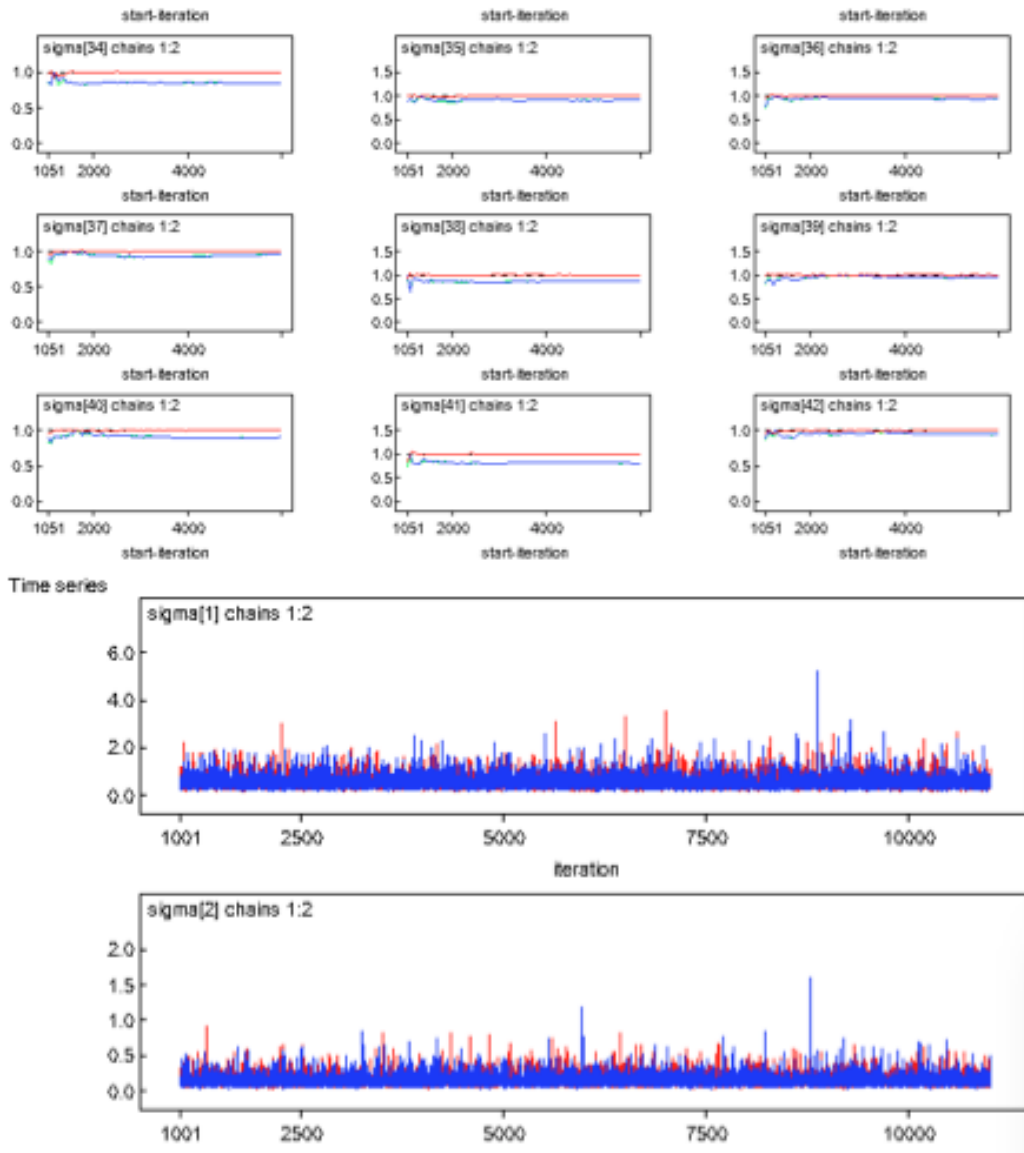 start-iteration start-iteration start-iteration
sigma[34] chains 1:2 sigma[35] chains 1:2 sigma[36] chains 1:2
1.0 1.5 1.5
0.5 1.0 1.0
0.0 0.5 0.5
0.0 0.0
1051 2000 4000 1051 2000 4000 1051 2000 4000
start-iteration start-iteration start-iteration
sigma[37] chains 1:2 sigma[38] chains 1:2 sigma[39] chains 1:2
1.0 1.5 1.5
0.5 1.0 1.0
0.0 0.5 0.5
0.0 0.0
1051 2000 4000 1051 2000 4000 1051 2000 4000
start-iteration start-iteration start-iteration
sigma[40] chains 1:2 sigma[41] chains 1:2 sigma[42] chains 1:2
1.0 1.5 1.0
0.5 1.0 0.5
0.0 0.5 0.0
0.0
1051 2000 4000 1051 2000 4000 1051 2000 4000
start-iteration start-iteration start-iteration
Time series
sigma[1] chains 1:2
6.0
4.0
2.0
0.0
1001 2500 5000 7500 10000
iteration
sigma[2] chains 1:2
2.0
1.5
1.0
0.5
0.0
1001 2500 5000 7500 10000